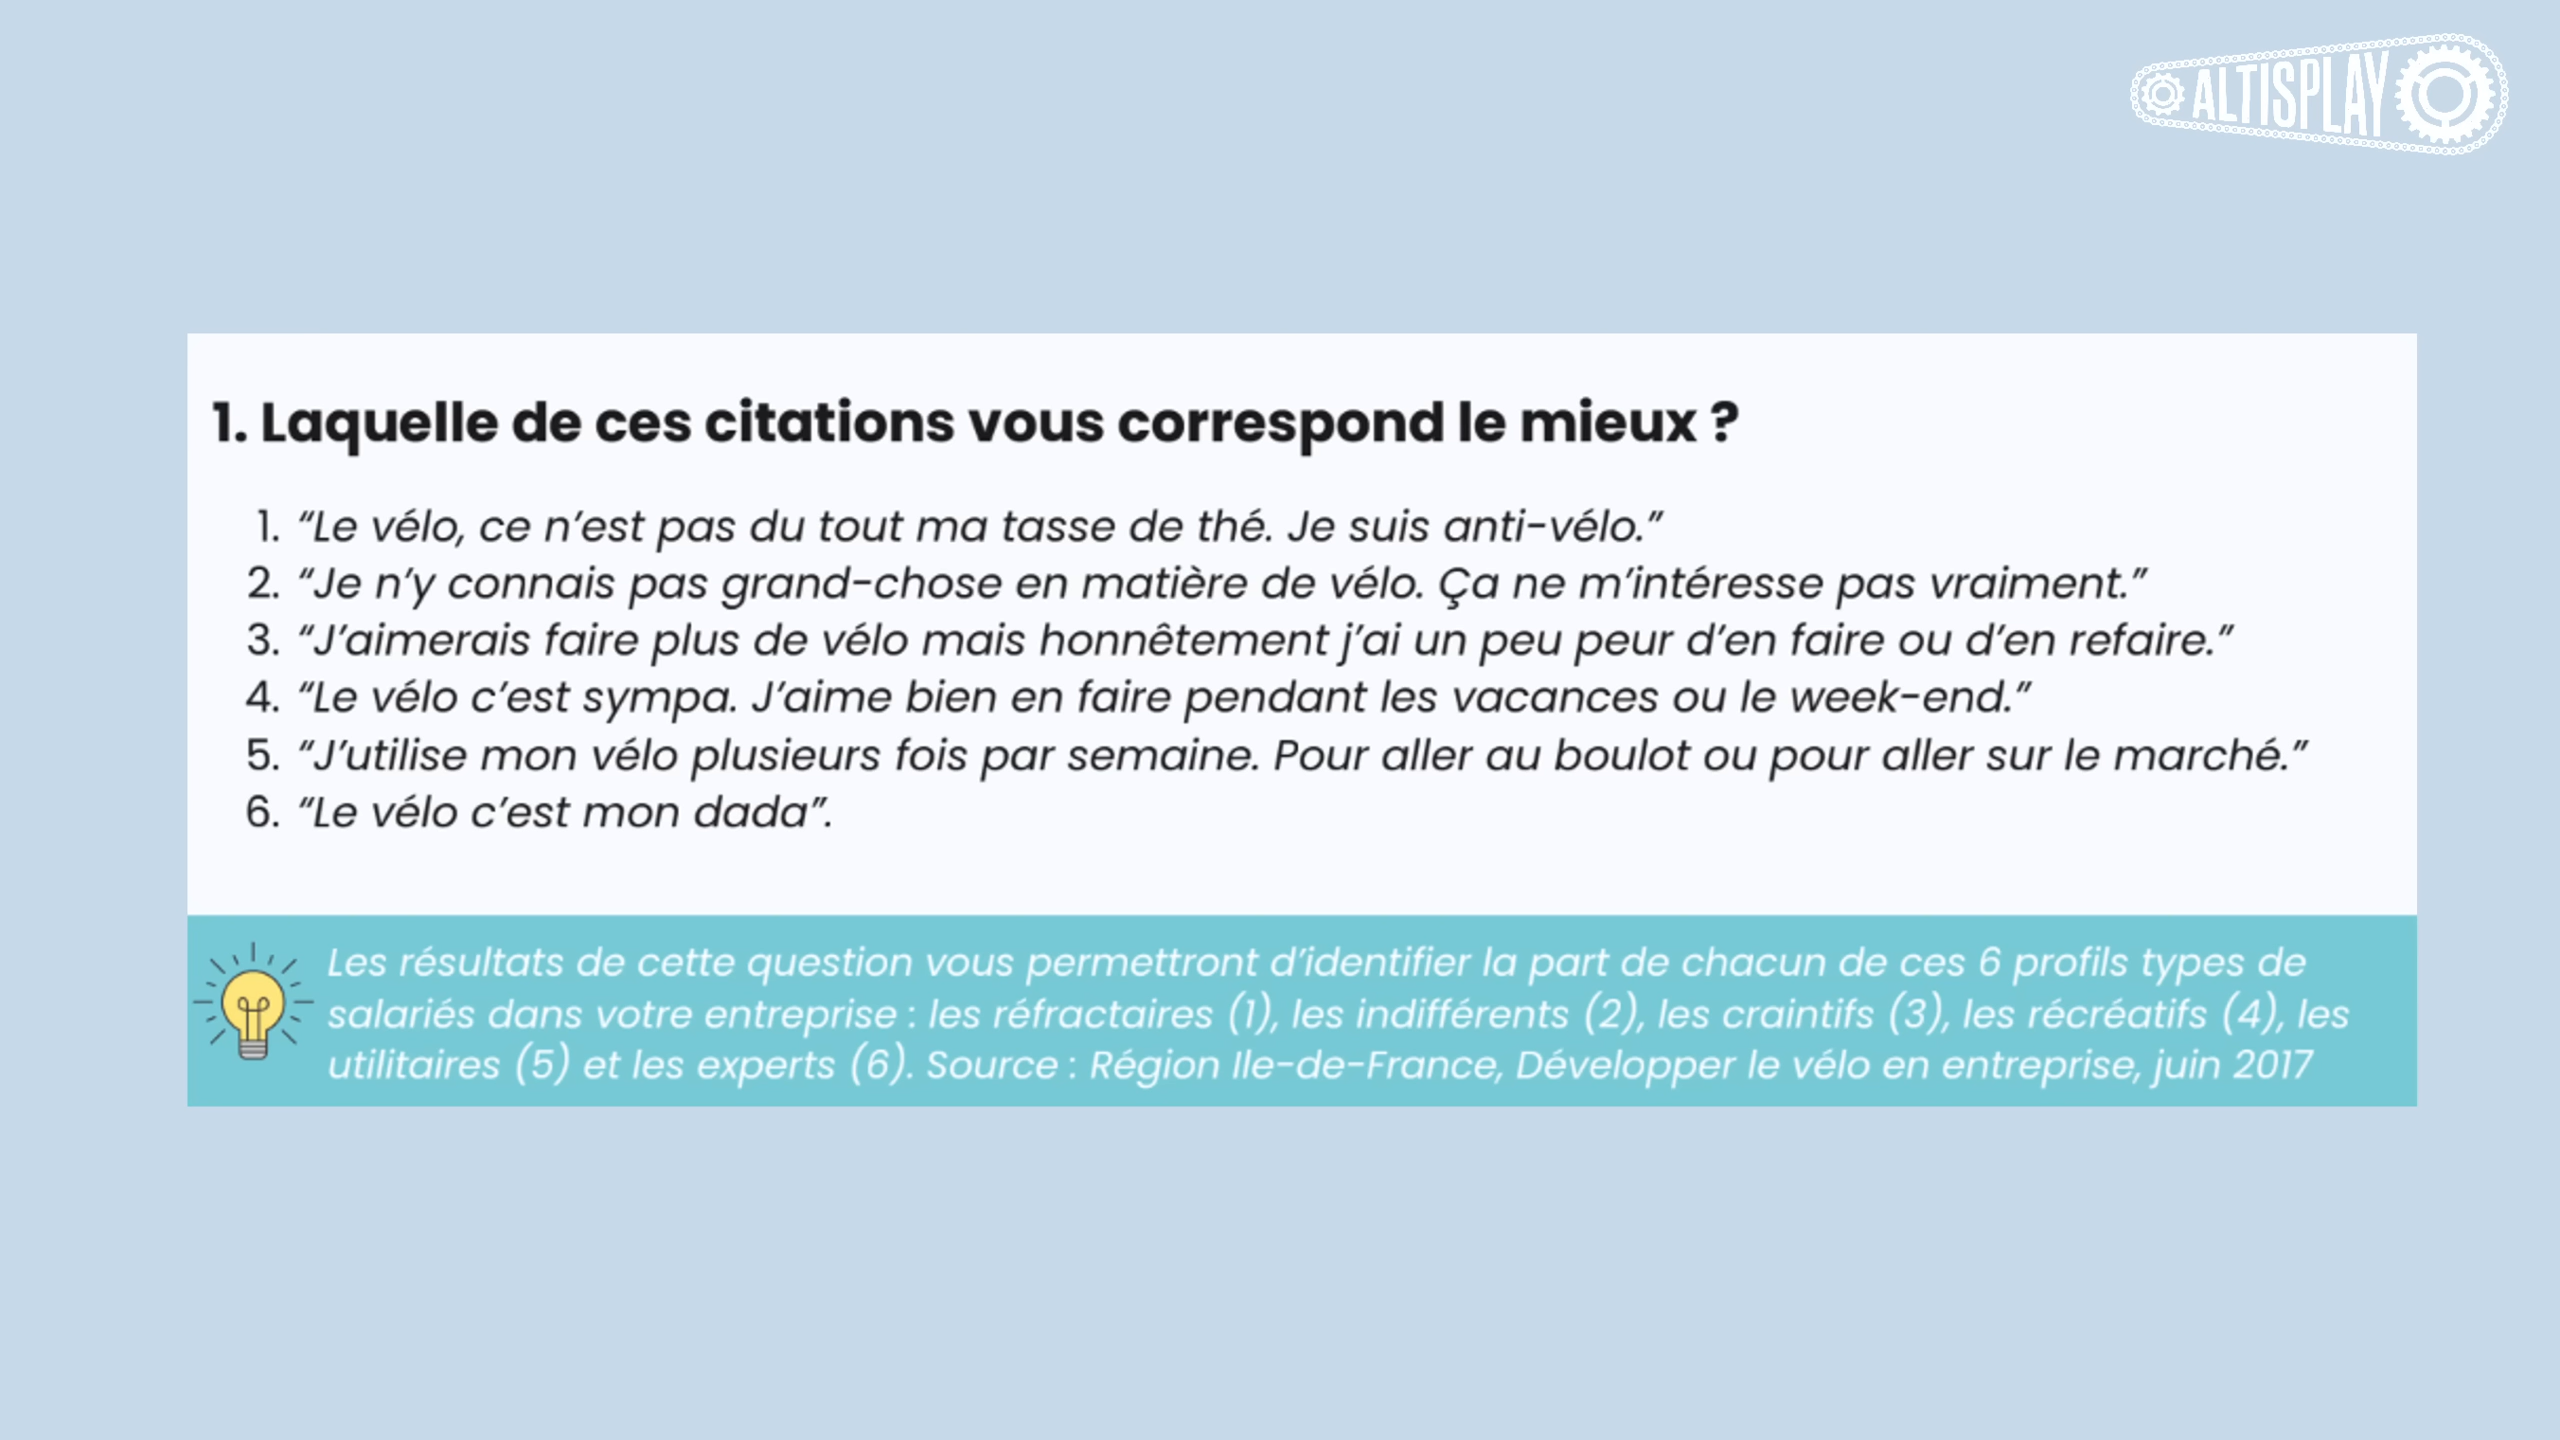 ALTISPLAY
1. Laquelle de ces citations vous correspond le mieux ?
1. “Le vélo, ce n’est pas du tout ma tasse de thé. Je suis anti-vélo.”
2. “Je n’y connais pas grand-chose en matière de vélo. Ça ne m’intéresse pas vraiment.”
3. “J’aimerais faire plus de vélo mais honnêtement j’ai un peu peur d’en faire ou d’en refaire.”
4. “Le vélo c’est sympa. J’aime bien en faire pendant les vacances ou le week-end.”
5. “J’utilise mon vélo plusieurs fois par semaine. Pour aller au boulot ou pour aller sur le marché.”
6. “Le vélo c’est mon dada”.
Les résultats de cette question vous permettront d’identifier la part de chacun de ces 6 profils types de
salariés dans votre entreprise : les réfractaires (1), les indifférents (2), les craintifs (3), les récréatifs (4), les
utilitaires (5) et les experts (6). Source : Région Ile-de-France, Développer le vélo en entreprise, juin 2017